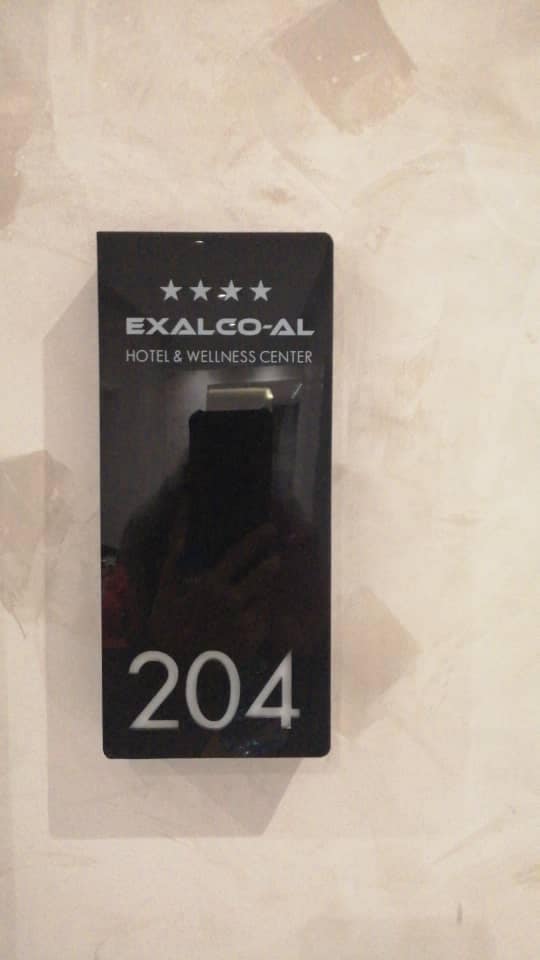 ★★★★
EXALCO-AL
HOTEL & WELLNESS CENTER
204